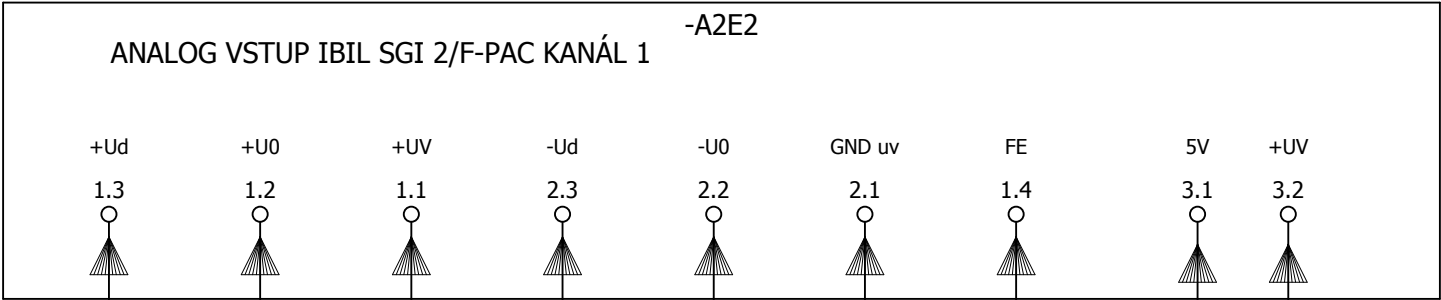 -A2E2
ANALOG VSTUP IBIL SGI 2/F-PAC KANÁL 1
+Ud +U0 +UV -Ud -U0 GND uv FE 5V +UV
1.3 1.2 1.1 2.3 2.2 2.1 1.4 3.1 3.2